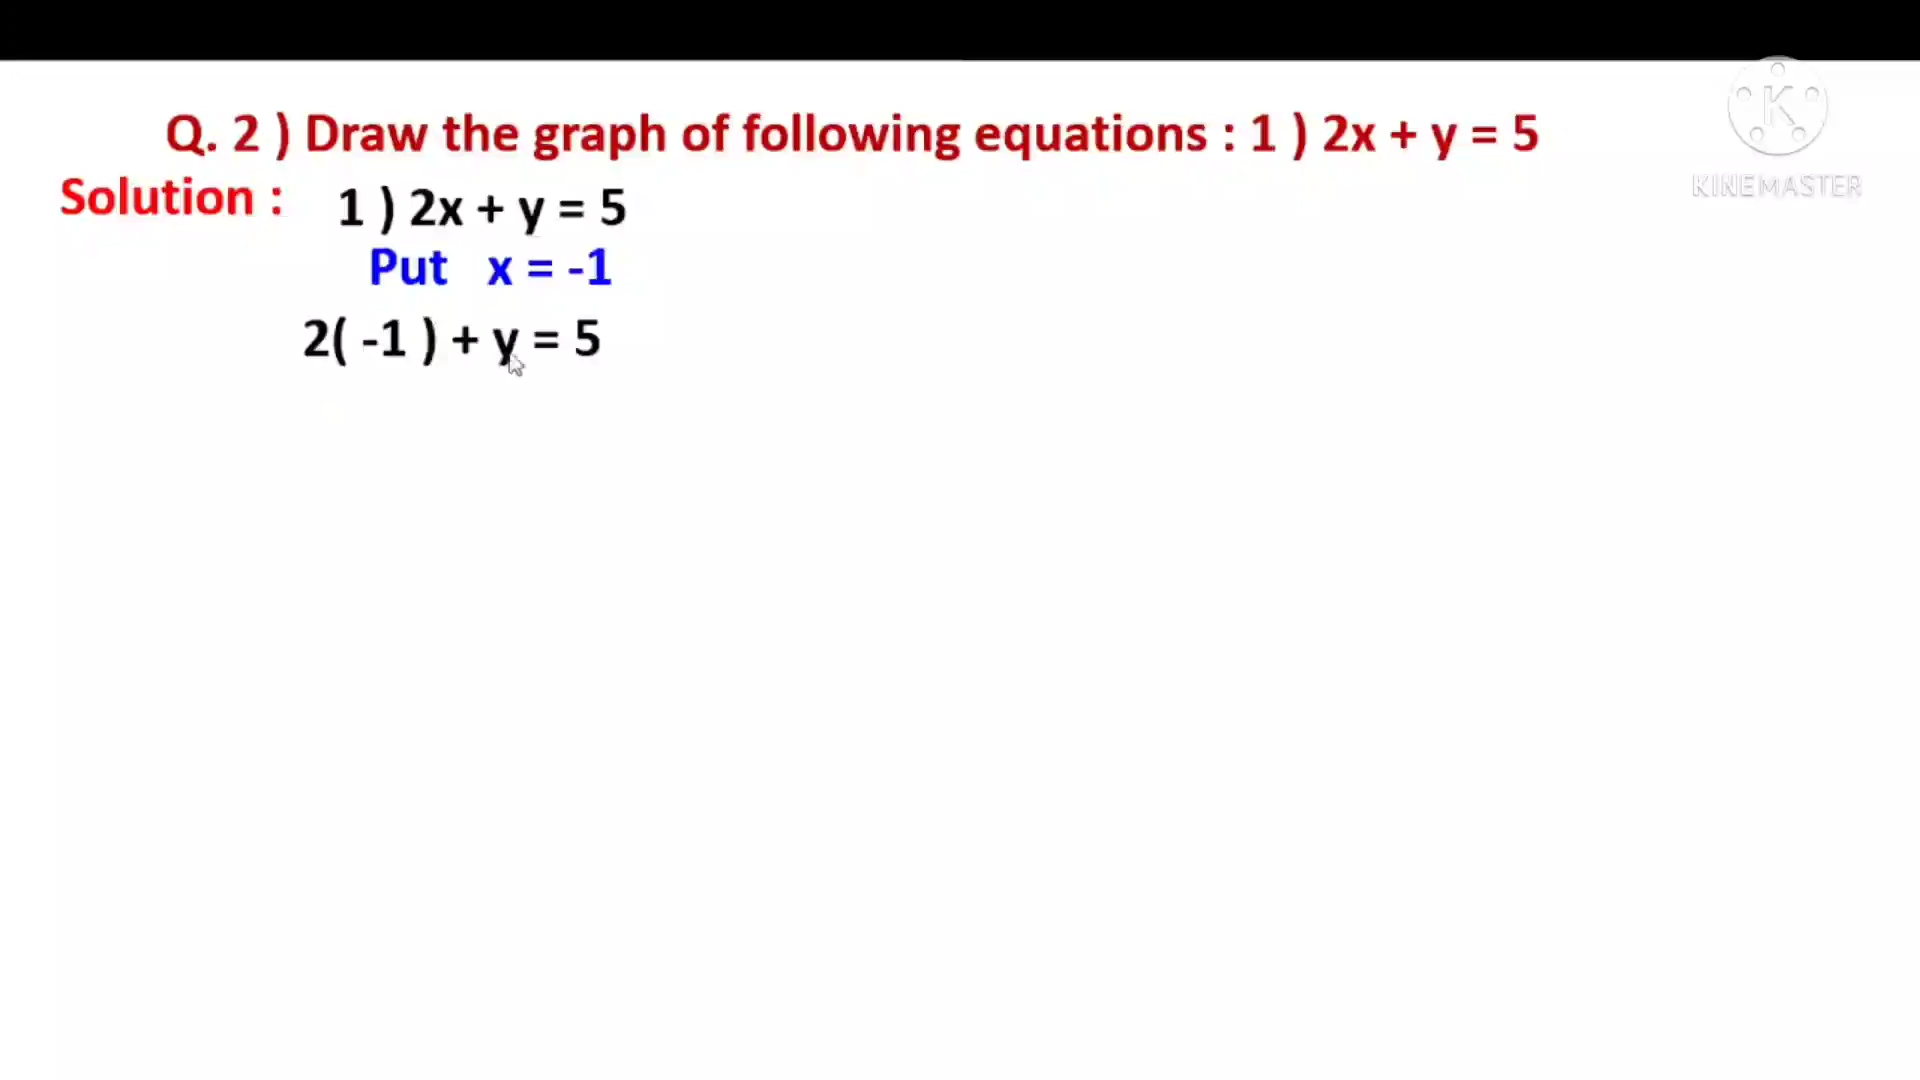 Q. 2 ) Draw the graph of following equations : 1 ) 2x + y = 5
Solution : 1 ) 2x + y = 5
Put x = -1
2( -1 ) + y = 5
K
KINEMASTER